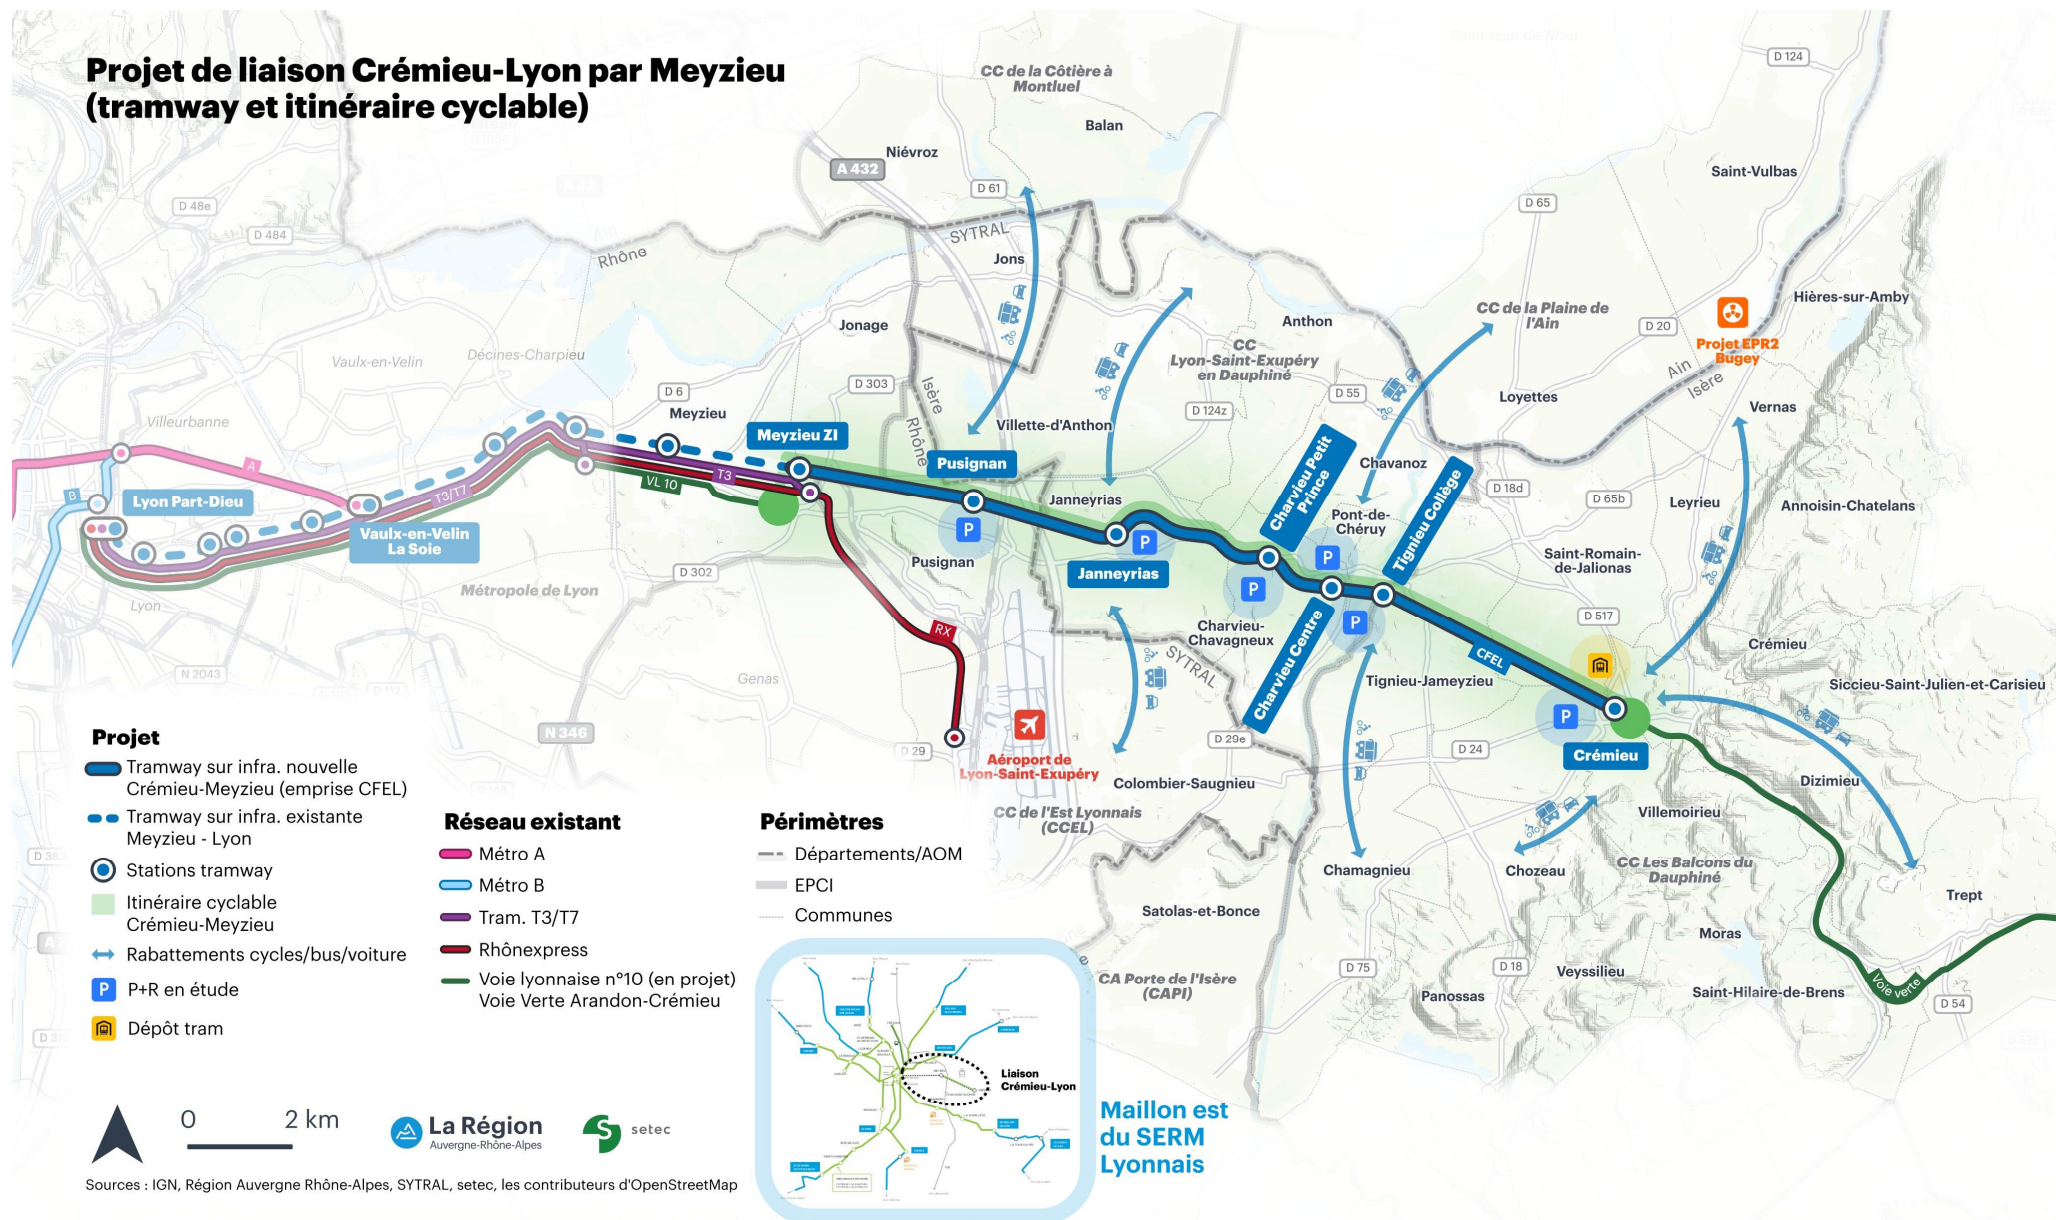 Projet de liaison Crémieu-Lyon par Meyzieu
(tramway et itinéraire cyclable)
CC de la Côtière à
Montluel
Balan
Niévroz
A 432
D 61
D 124
Saint-Vulbas
D 65
D 48e
D 484
Ain
Rhône
SYTRAL
Jons
Jonage
Anthon
CC de la Plaine de
l'Ain
Hières-sur-Amby
D 20
Projet EPR2
Bugey
Ain
Isère
Vaulx-en-Velin
Décines-Charpieu
D 6
D 303
Isère
Rhône
CC
Lyon-Saint-Exupéry
en Dauphiné
D 55
Loyettes
Vernas
D 124z
Villeurbanne
Meyzieu
Meyzieu ZI
Villette-d'Anthon
Pusignan
Charvieu Petit
Prince
Chavanoz
Tignieu Collège
A
B
T3
VL 10
T3/T7
Lyon Part-Dieu
Vaulx-en-Velin
La Soie
Janneyrias
D 18d
D 65b
Leyrieu
Annoisin-Chatelans
P
P
P
P
P
P
Pont-de-
Chéruy
Saint-Romain-
de-Jalionas
Pusignan
Janneyrias
D 302
Métropole de Lyon
Lyon
D 517
RX
Charvieu-
Chavagneux
Charvieu Centre
SYTRAL
CFEL
Crémieu
N 2043
D 112
Genas
Tignieu-Jameyzieu
Siccieu-Saint-Julien-et-Carisieu
N 346
D 29
D 29e
D 24
Crémieu
Aéroport de
Lyon-Saint-Exupéry
Colombier-Saugnieu
Dizimieu
Villemoirieu
CC de l'Est Lyonnais
(CCEL)
Chamagnieu
Chozeau
CC Les Balcons du
Dauphiné
Trept
Satolas-et-Bonce
Moras
CA Porte de l'Isère
(CAPI)
D 75
D 18
Veyssilieu
Panossas
Saint-Hilaire-de-Brens
Voie verte
D 54
Projet
Tramway sur infra. nouvelle
Crémieu-Meyzieu (emprise CFEL)
Tramway sur infra. existante
Meyzieu - Lyon
Stations tramway
Itinéraire cyclable
Crémieu-Meyzieu
Rabattements cycles/bus/voiture
P
P+R en étude
Dépôt tram
Réseau existant
Métro A
Métro B
Tram. T3/T7
Rhônexpress
Voie lyonnaise n°10 (en projet)
Voie Verte Arandon-Crémieu
Périmètres
Départements/AOM
EPCI
Communes
Liaison
Crémieu-Lyon
Maillon est
du SERM
Lyonnais
0 2 km
La Région
Auvergne-Rhône-Alpes
setec
Sources : IGN, Région Auvergne Rhône-Alpes, SYTRAL, setec, les contributeurs d'OpenStreetMap